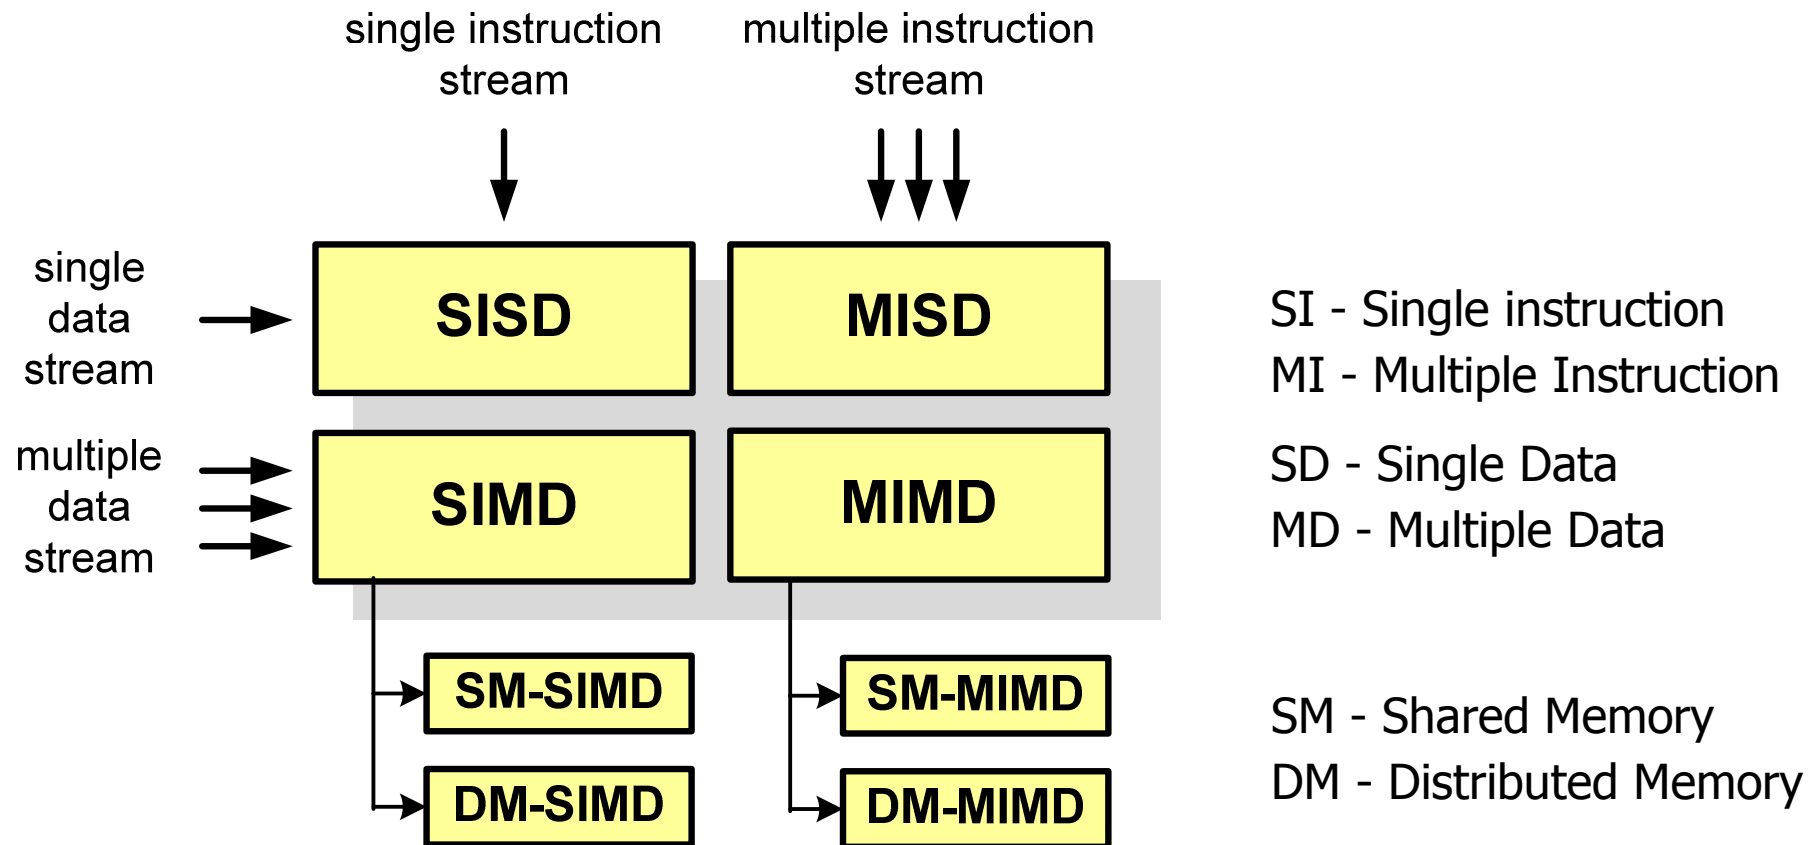 single instruction
stream
multiple instruction
stream
single
data
stream
SISD
MISD
SI - Single instruction
MI - Multiple Instruction
multiple
data
stream
SIMD
MIMD
SD - Single Data
MD - Multiple Data
SM-SIMD
SM-MIMD
SM - Shared Memory
DM-SIMD
DM-MIMD
DM - Distributed Memory